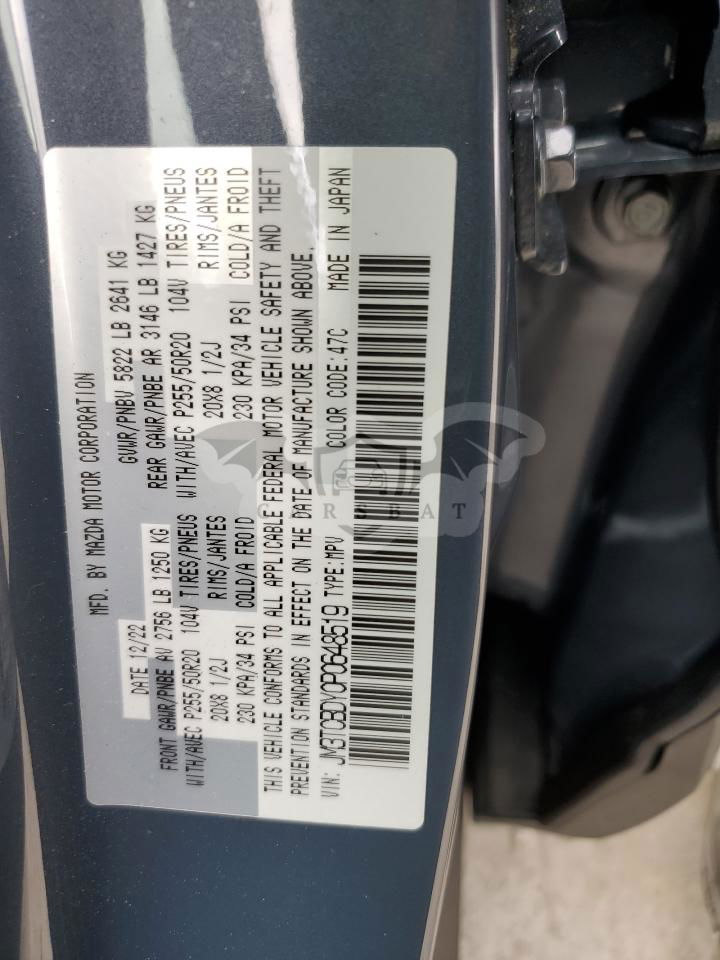 MFD. BY MAZDA MOTOR CORPORATION
DATE 12/22 GVWR/PNBV 5822 LB 2641 KG
FRONT GAWR/PNBE AV 2756 LB 1250 KG REAR GAWR/PNBE AR 3146 LB 1427 KG
WITH/AVEC P255/50R20 104V TIRES/PNEUS WITH/AVEC P255/50R20 104V TIRES/PNEUS
20X8 1/2J RIMS/JANTES 20X8 1/2J RIMS/JANTES
230 KPA/34 PSI COLD/A FROID 230 KPA/34 PSI COLD/A FROID
THIS VEHICLE CONFORMS TO ALL APPLICABLE FEDERAL MOTOR VEHICLE SAFETY AND THEFT
PREVENTION STANDARDS IN EFFECT ON THE DATE OF MANUFACTURE SHOWN ABOVE.
VIN: JM3TCBDY0P0648519 TYPE:MPV COLOR CODE:47C MADE IN JAPAN
CARSBAT